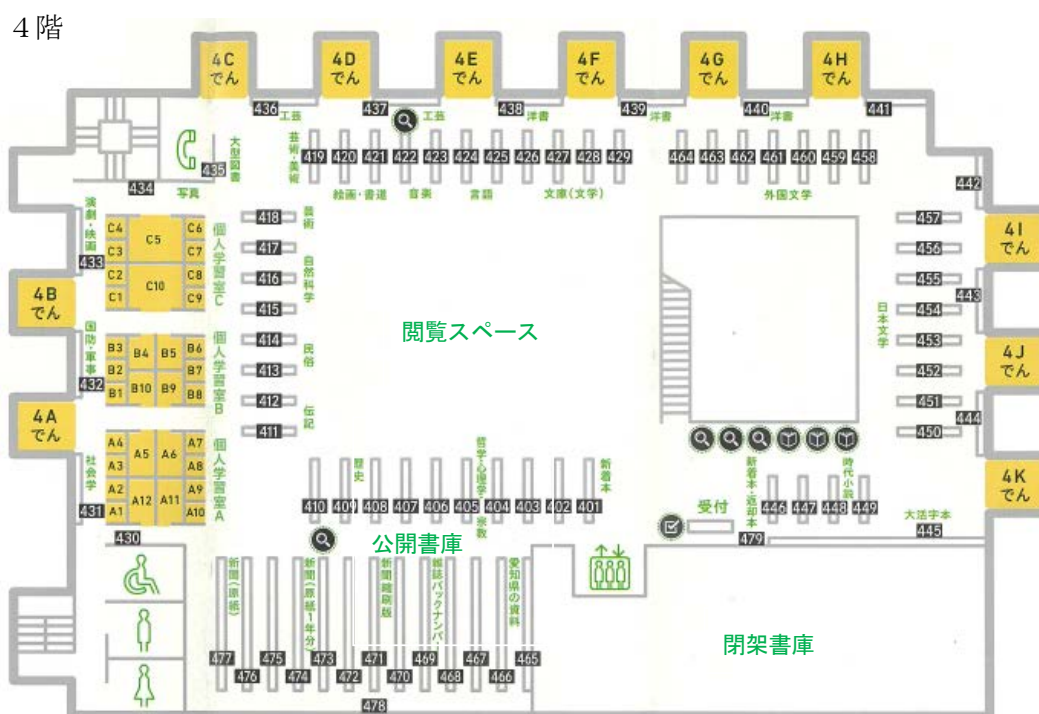 4階
4C
でん
4D
でん
4E
でん
4F
でん
4G
でん
4H
でん
436
工芸
437
工芸
438
洋書
439
洋書
440
洋書
441
大型図書
435
434
写真
芸術・美術
419 420 421 422 423 424 425 426 427 428 429
絵画・書道
音楽
言語
文庫(文学)
464 463 462 461 460 459 458
外国文学
442
演劇・映画
433
C4 C5 C6
C3 C7
C2 C10 C8
C1 C9
個人学習室C
418
芸術
417
416
自然科学
415
414
民俗
413
412
伝記
411
457
456
455
454
453
452
451
450
日本文学
443
444
4I
でん
4J
でん
4K
でん
4B
でん
国防・軍事
432
B3 B4 B5 B6
B2 B7
B1 B10 B9 B8
個人学習室B
4A
でん
社会学
431
A4 A5 A6 A7
A3 A8
A2 A12 A11 A9
A1 A10
個人学習室A
430
閲覧スペース
歴史
哲学・心理学・宗教
新着本
410 409 408 407 406 405 404 403 402 401
公開書庫
新着本・返却本
時代小説
446 447 448 449
受付
479
大活字本
445
新聞(原紙)
新聞(原紙1年分)
新聞縮刷版
雑誌バックナンバー
愛知県の資料
477 475 473 471 469 467 465
476 474 472 470 468 466
478
閉架書庫